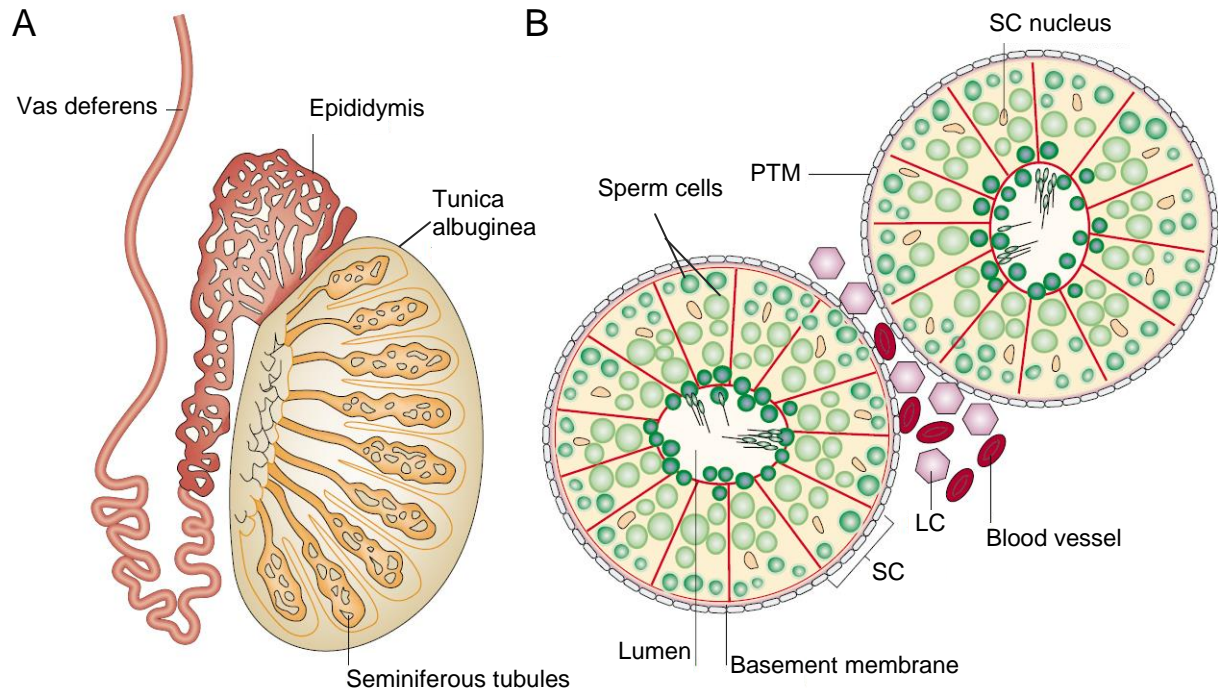 A
Vas deferens
Epididymis
Tunica
albuginea
Seminiferous tubules
B
SC nucleus
PTM
Sperm cells
LC
Blood vessel
SC
Lumen
Basement membrane